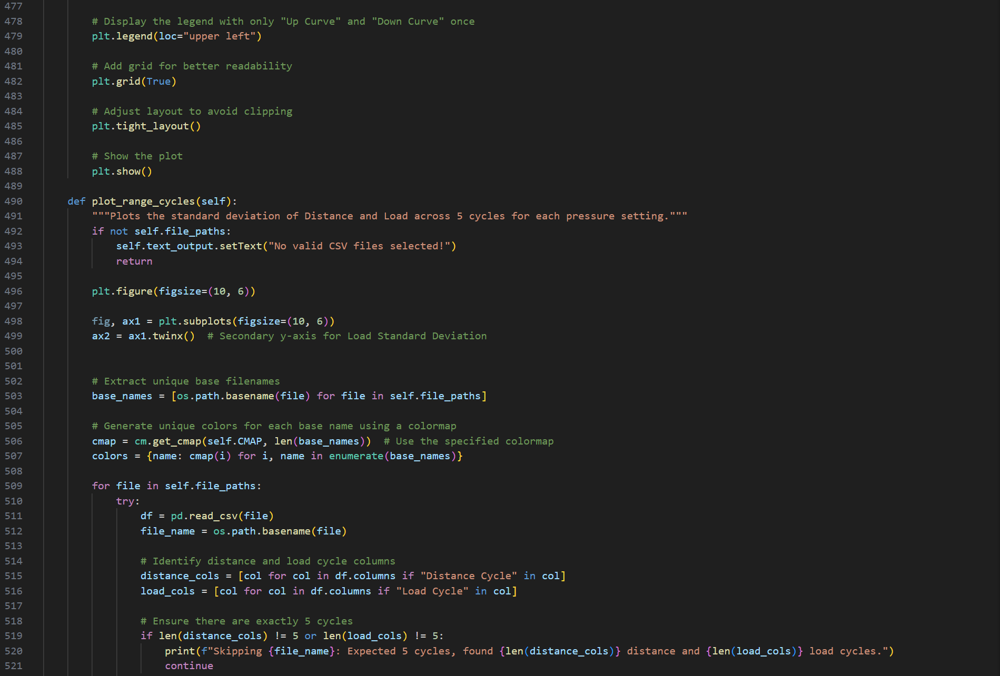 477
478 # Display the legend with only "Up Curve" and "Down Curve" once
479 plt.legend(loc="upper left")
480
481 # Add grid for better readability
482 plt.grid(True)
483
484 # Adjust layout to avoid clipping
485 plt.tight_layout()
486
487 # Show the plot
488 plt.show()
489
490 def plot_range_cycles(self):
491 """Plots the standard deviation of Distance and Load across 5 cycles for each pressure setting."""
492 if not self.file_paths:
493 self.text_output.setText("No valid CSV files selected!")
494 return
495
496 plt.figure(figsize=(10, 6))
497
498 fig, ax1 = plt.subplots(figsize=(10, 6))
499 ax2 = ax1.twinx()  # Secondary y-axis for Load Standard Deviation
500
501
502 # Extract unique base filenames
503 base_names = [os.path.basename(file) for file in self.file_paths]
504
505 # Generate unique colors for each base name using a colormap
506 cmap = cm.get_cmap(self.CMAP, len(base_names))  # Use the specified colormap
507 colors = {name: cmap(i) for i, name in enumerate(base_names)}
508
509 for file in self.file_paths:
510 try:
511 df = pd.read_csv(file)
512 file_name = os.path.basename(file)
513
514 # Identify distance and load cycle columns
515 distance_cols = [col for col in df.columns if "Distance Cycle" in col]
516 load_cols = [col for col in df.columns if "Load Cycle" in col]
517
518 # Ensure there are exactly 5 cycles
519 if len(distance_cols) != 5 or len(load_cols) != 5:
520 print(f"Skipping {file_name}: Expected 5 cycles, found {len(distance_cols)} distance and {len(load_cols)} load cycles.")
521 continue